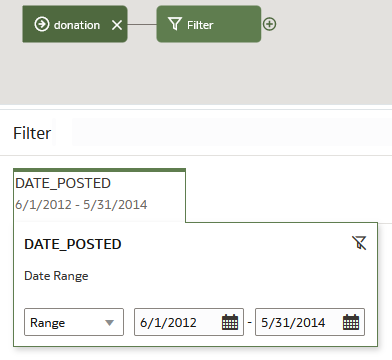 donation
Filter
Filter
DATE_POSTED
6/1/2012 - 5/31/2014
DATE_POSTED
Date Range
Range 6/1/2012 - 5/31/2014